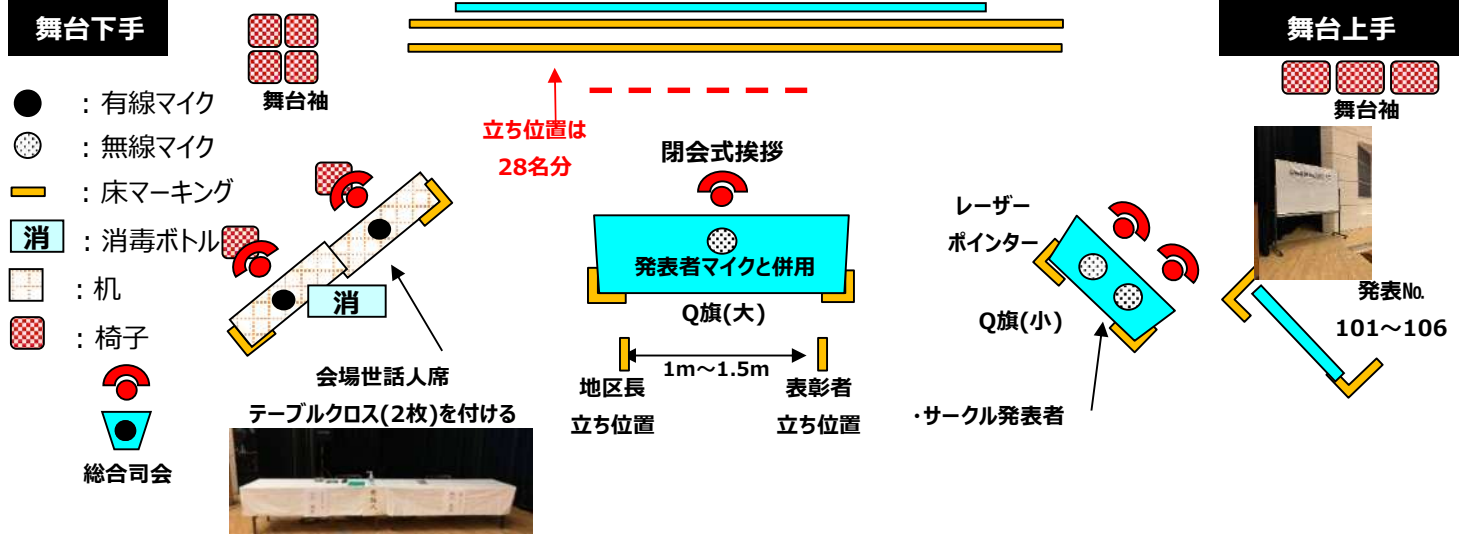 舞台下手
舞台上手
舞台袖
舞台袖
：有線マイク
：無線マイク
：床マーキング
消 ：消毒ボトル
：机
：椅子
総合司会
立ち位置は
28名分
閉会式挨拶
発表者マイクと併用
Q旗(大)
消
会場世話人席
テーブルクロス(2枚)を付ける
1m～1.5m
地区長
立ち位置
表彰者
立ち位置
レーザー
ポインター
Q旗(小)
・サークル発表者
発表№
101～106